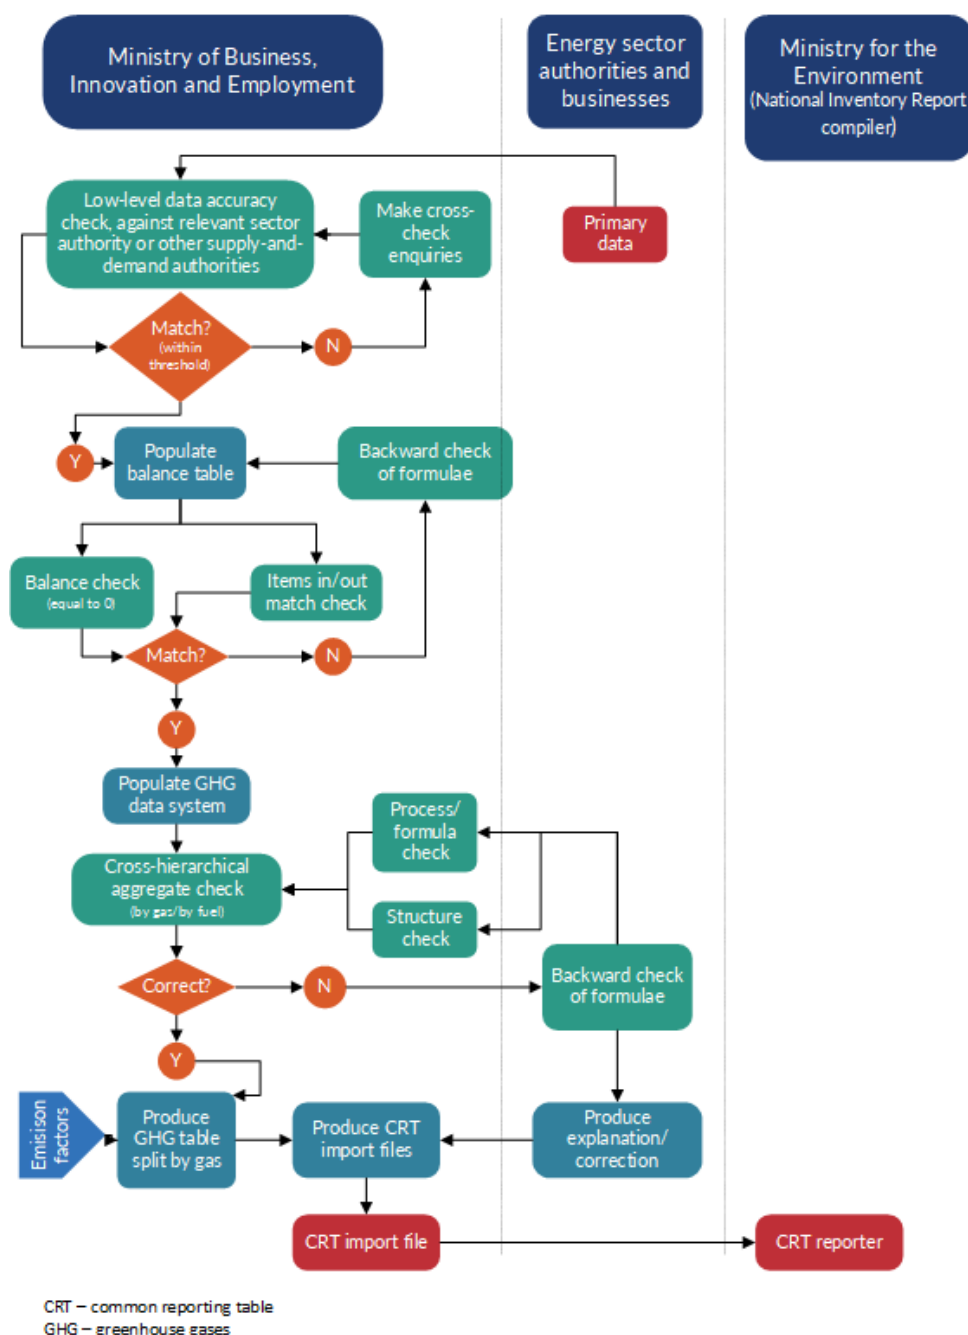 Ministry of Business,
Innovation and Employment
Energy sector
authorities and
businesses
Ministry for the
Environment
(National Inventory Report
compiler)
Low-level data accuracy
check, against relevant sector
authority or other supply-and-
demand authorities
Make cross-
check
enquiries
Primary
data
Match?
(within
threshold)
N
Y
Populate
balance table
Backward check
of formulae
Balance check
(equal to 0)
Items in/out
match check
Match?
N
Y
Populate GHG
data system
Process/
formula
check
Cross-hierarchical
aggregate check
(by gas/by fuel)
Structure
check
Correct?
N
Backward check
of formulae
Y
Emisison
factors
Produce
GHG table
split by gas
Produce CRT
import files
Produce
explanation/
correction
CRT import file
CRT reporter
CRT – common reporting table
GHG – greenhouse gases